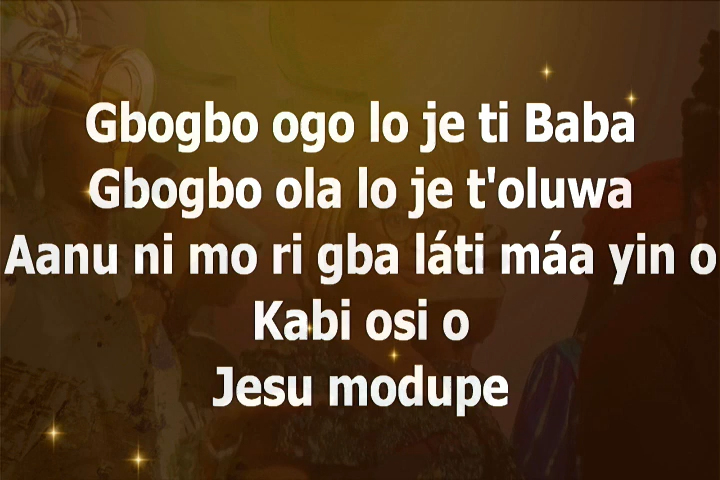 Gbogbo ogo lo je ti Baba
Gbogbo ola lo je t'oluwa
Aanu ni mo ri gba láti máa yin o
Kabi osi o
Jesu modupe